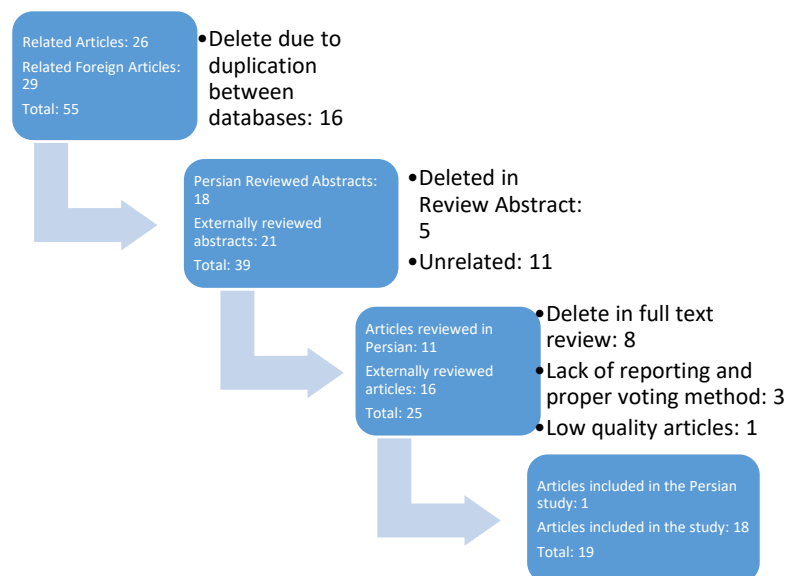 Related Articles: 26
Related Foreign Articles:
29
Total: 55
•Delete due to
duplication
between
databases: 16
Persian Reviewed Abstracts:
18
Externally reviewed
abstracts: 21
Total: 39
•Deleted in
Review Abstract:
5
•Unrelated: 11
Articles reviewed in
Persian: 11
Externally reviewed
articles: 16
Total: 25
•Delete in full text
review: 8
•Lack of reporting and
proper voting method: 3
•Low quality articles: 1
Articles included in the Persian
study: 1
Articles included in the study: 18
Total: 19